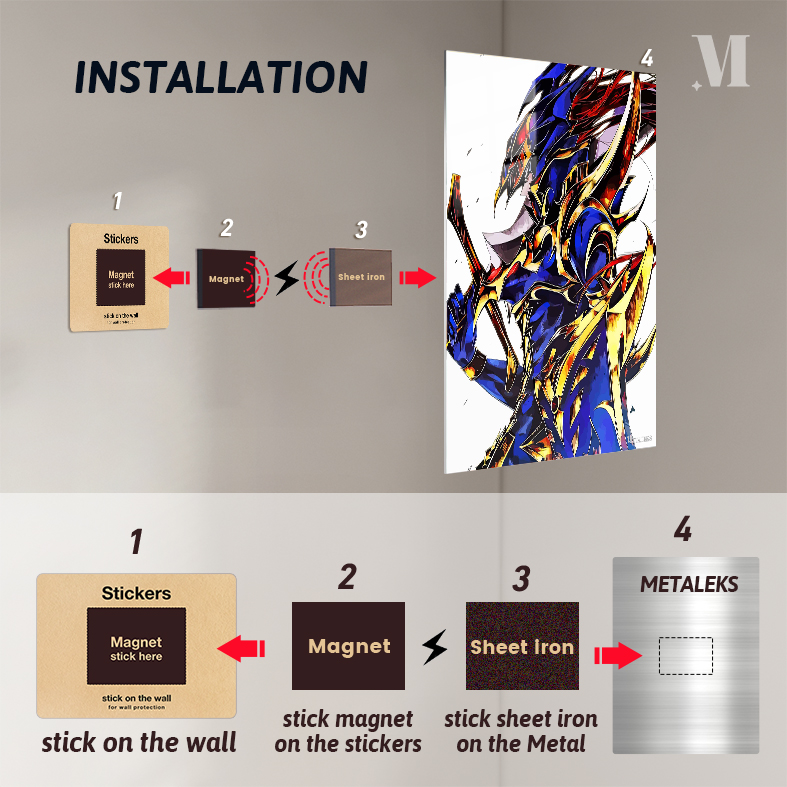 INSTALLATION
M
4
1
2
3
Stickers
Magnet
stick here
stick on the wall
for wall protection
Magnet
Sheet iron
1
2
3
4
Stickers
Magnet
stick here
stick on the wall
for wall protection
Magnet
Sheet iron
METALEKS
stick on the wall
stick magnet
on the stickers
stick sheet iron
on the Metal